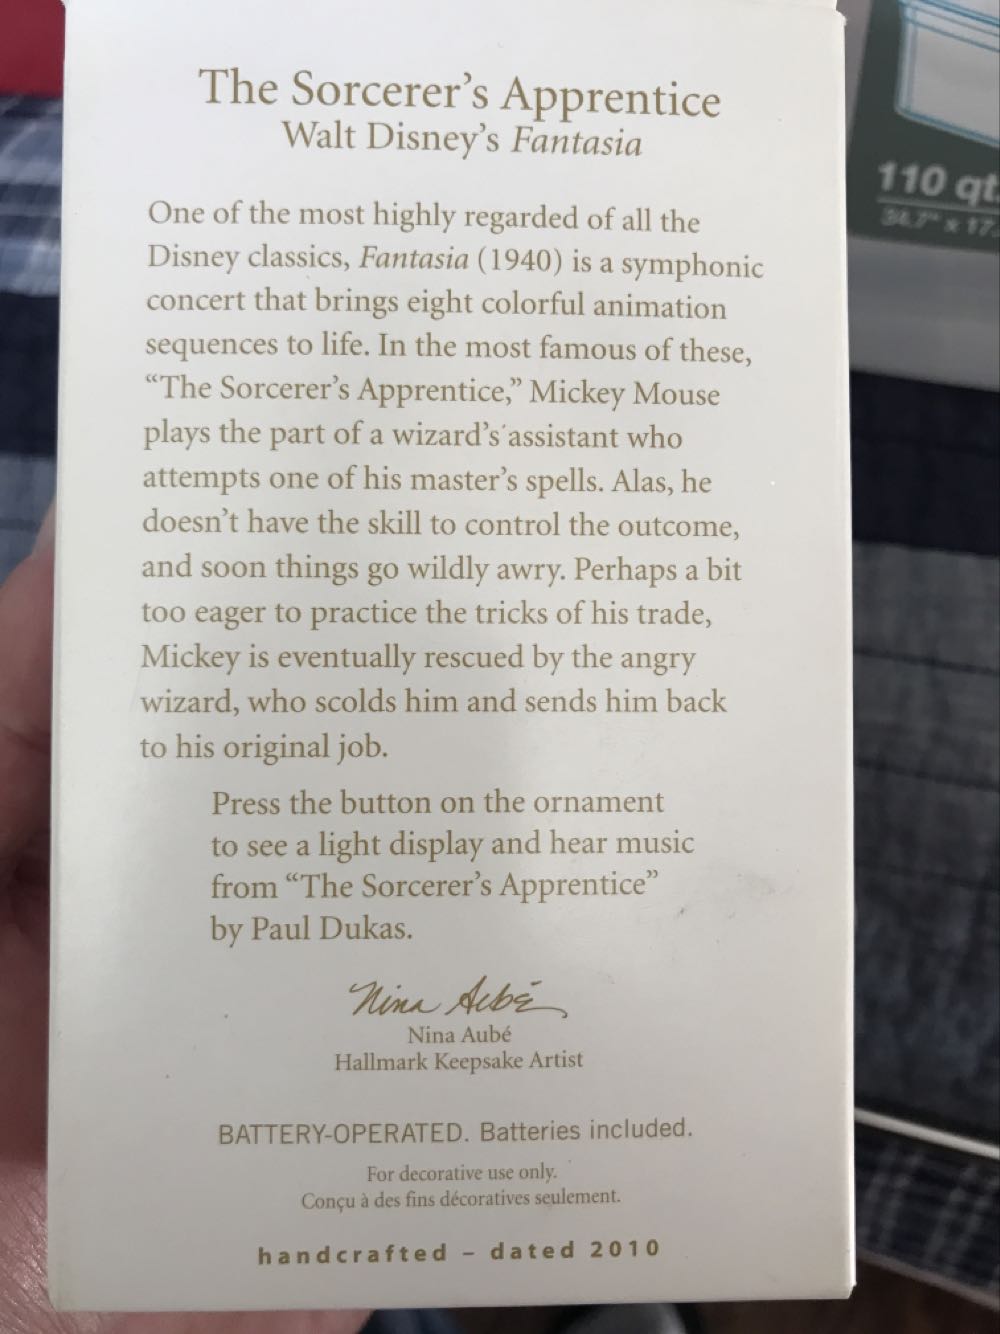 The Sorcerer's Apprentice
Walt Disney's Fantasia
One of the most highly regarded of all the
Disney classics, Fantasia (1940) is a symphonic
concert that brings eight colorful animation
sequences to life. In the most famous of these,
“The Sorcerer's Apprentice,” Mickey Mouse
plays the part of a wizard's assistant who
attempts one of his master's spells. Alas, he
doesn't have the skill to control the outcome,
and soon things go wildly awry. Perhaps a bit
too eager to practice the tricks of his trade,
Mickey is eventually rescued by the angry
wizard, who scolds him and sends him back
to his original job.
Press the button on the ornament
to see a light display and hear music
from “The Sorcerer's Apprentice”
by Paul Dukas.
Nina Aubé
Nina Aubé
Hallmark Keepsake Artist
BATTERY-OPERATED. Batteries included.
For decorative use only.
Conçu à des fins décoratives seulement.
handcrafted – dated 2010
110 qt
34.7" x 17.